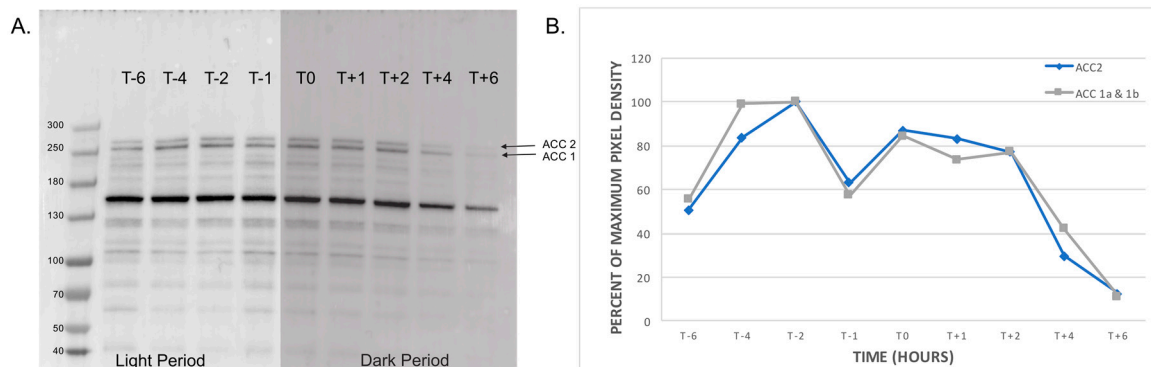 A.
T-6 T-4 T-2 T-1 T0 T+1 T+2 T+4 T+6
300
250
180
130
100
70
50
40
ACC 2
ACC 1
Light Period Dark Period
B.
ACC2
ACC 1a & 1b
PERCENT OF MAXIMUM PIXEL DENSITY
120
100
80
60
40
20
0
T-6 T-4 T-2 T-1 T0 T+1 T+2 T+4 T+6
TIME (HOURS)